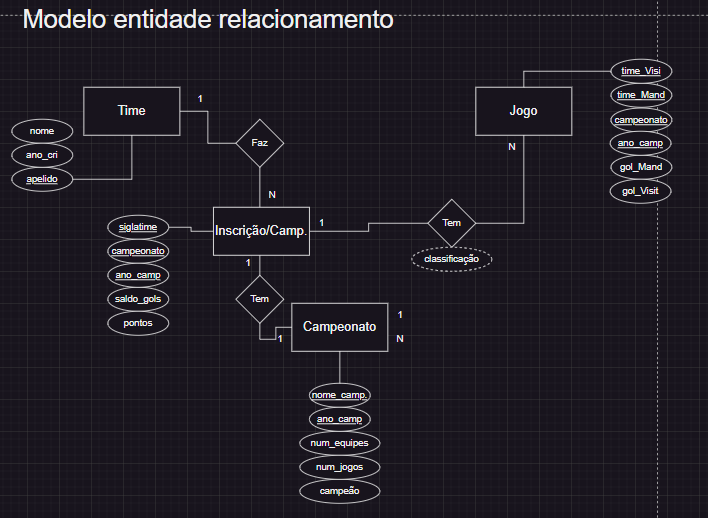 Modelo entidade relacionamento
Time
1
nome
ano_cri
apelido
Faz
N
Jogo
N
time_Visi
time_Mand
campeonato
ano_camp
gol_Mand
gol_Visit
Inscrição/Camp.
1
1
siglatime
campeonato
ano_camp
saldo_gols
pontos
Tem
classificação
Tem
1
Campeonato
1
N
nome_camp.
ano_camp
num_equipes
num_jogos
campeão